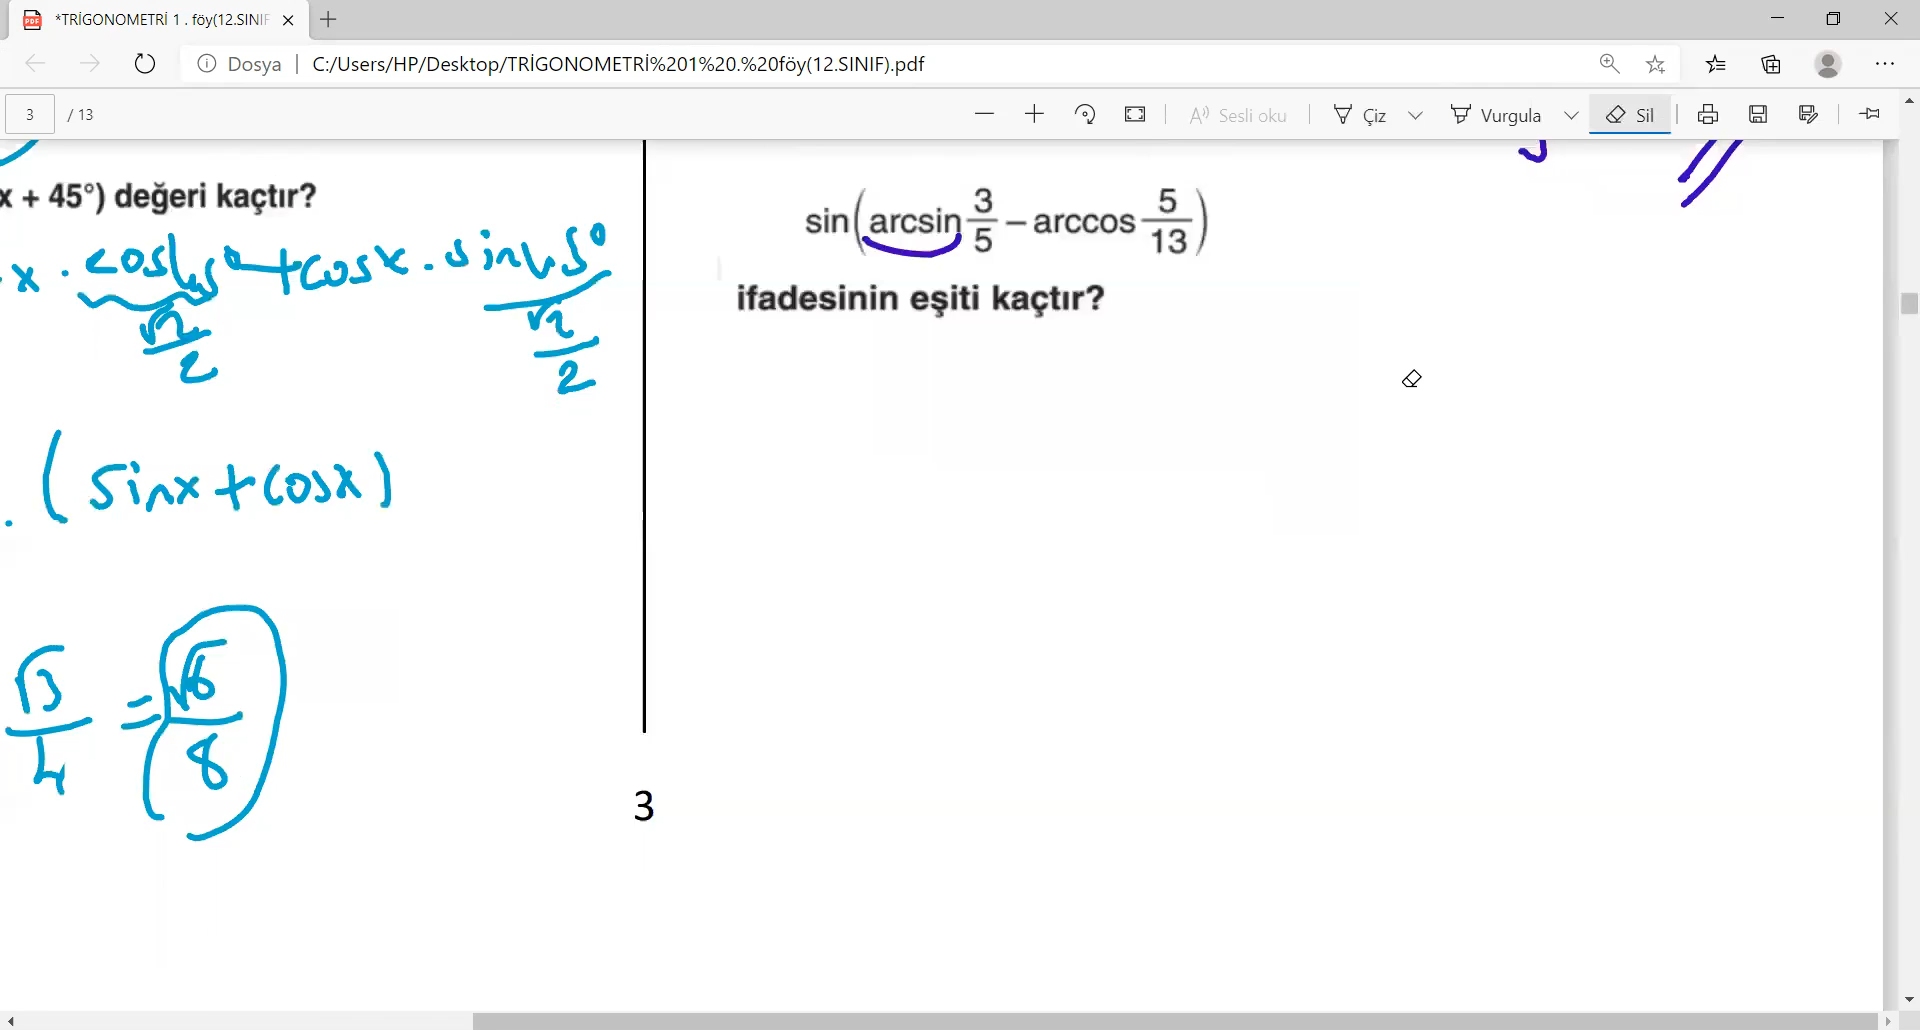 *TRİGONOMETRİ 1 . föy(12.SINIF
Dosya | C:/Users/HP/Desktop/TRİGONOMETRİ%201%20.%20föy(12.SINIF).pdf
3 / 13
Sesli oku
Çiz
Vurgula
Sil
x + 45°) değeri kaçtır?
x . cos45° + cosx . sin45°
√2/2 √2/2
. (sinx + cosx)
√3/4 = √6/8
sin(arcsin 3/5 – arccos 5/13)
ifadesinin eşiti kaçtır?
3